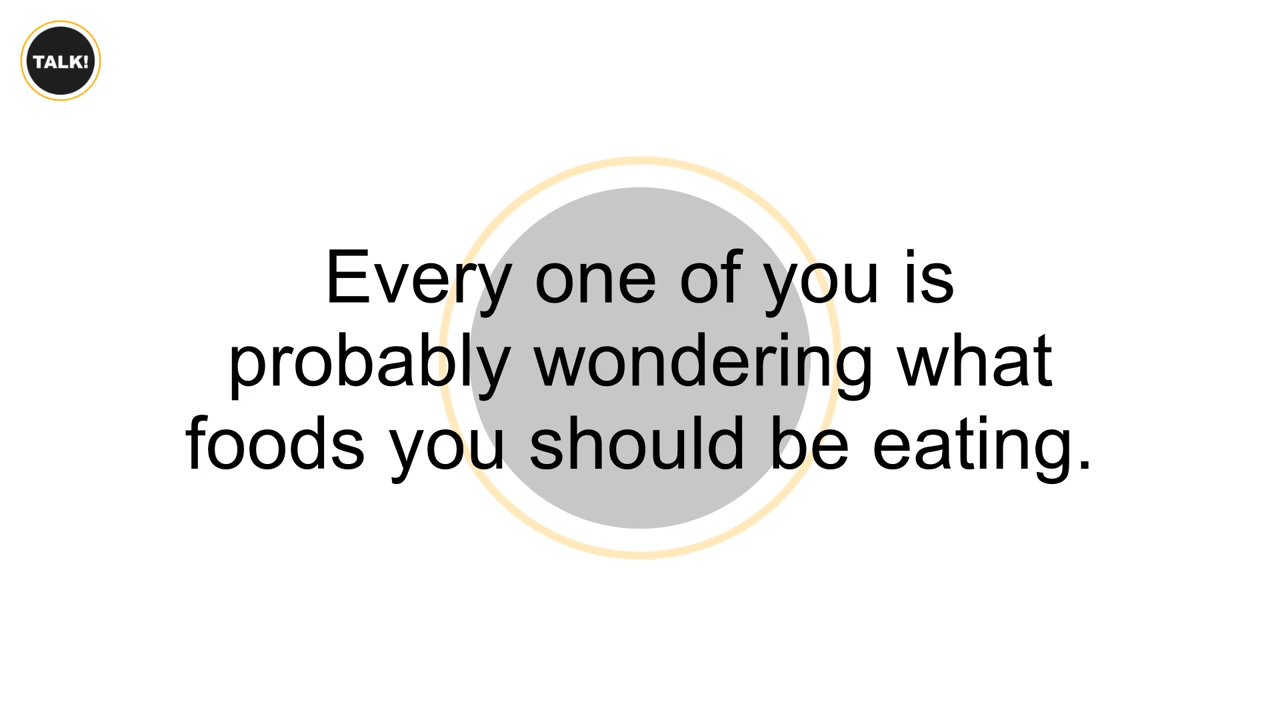 TALK!
Every one of you is
probably wondering what
foods you should be eating.